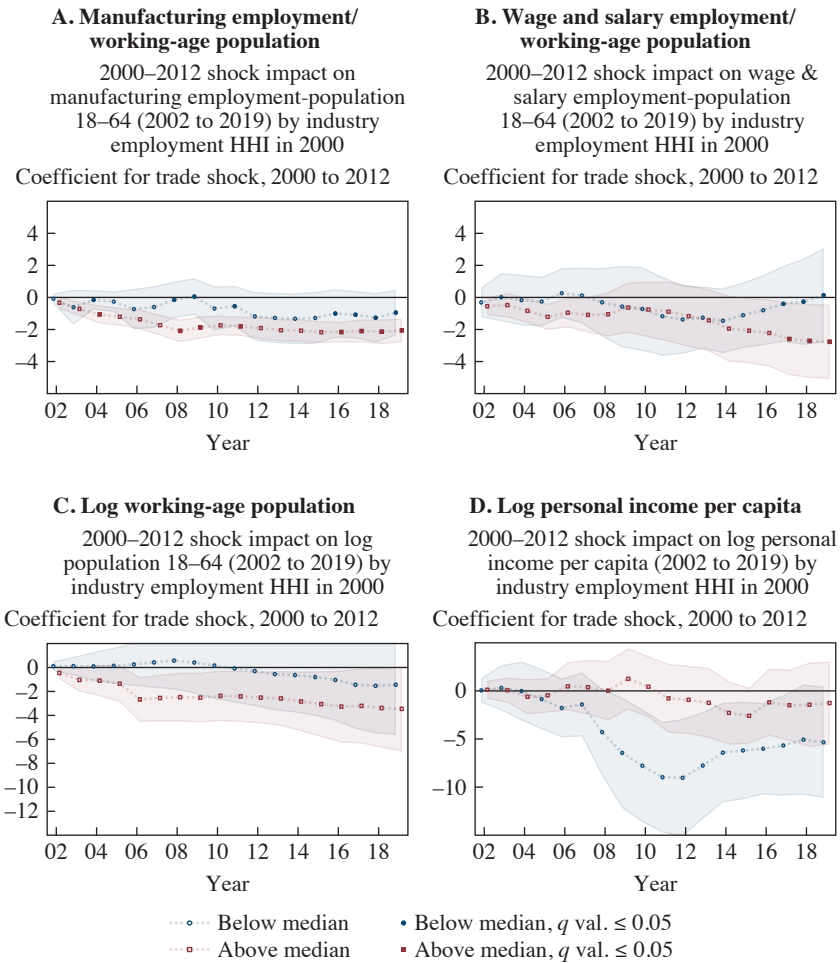 A. Manufacturing employment/
working-age population
2000–2012 shock impact on
manufacturing employment-population
18–64 (2002 to 2019) by industry
employment HHI in 2000
Coefficient for trade shock, 2000 to 2012
4
2
0
−2
−4
02 04 06 08 10 12 14 16 18
Year
B. Wage and salary employment/
working-age population
2000–2012 shock impact on wage &
salary employment-population
18–64 (2002 to 2019) by industry
employment HHI in 2000
Coefficient for trade shock, 2000 to 2012
4
2
0
−2
−4
02 04 06 08 10 12 14 16 18
Year
C. Log working-age population
2000–2012 shock impact on log
population 18–64 (2002 to 2019) by
industry employment HHI in 2000
Coefficient for trade shock, 2000 to 2012
0
−2
−4
−6
−8
−10
−12
02 04 06 08 10 12 14 16 18
Year
D. Log personal income per capita
2000–2012 shock impact on log personal
income per capita (2002 to 2019) by
industry employment HHI in 2000
Coefficient for trade shock, 2000 to 2012
0
−5
−10
02 04 06 08 10 12 14 16 18
Year
Below median
Below median, q val. ≤ 0.05
Above median
Above median, q val. ≤ 0.05